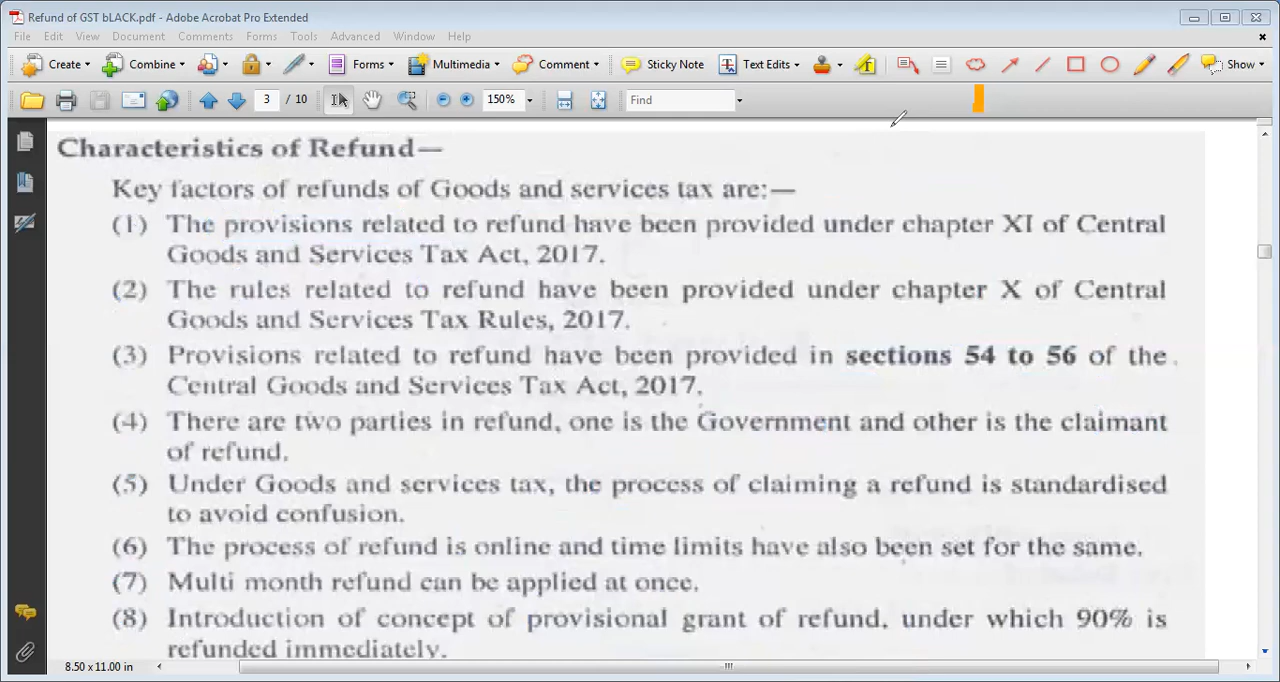 Refund of GST bLACK.pdf - Adobe Acrobat Pro Extended
File Edit View Document Comments Forms Tools Advanced Window Help
Create Combine Forms Multimedia Comment Sticky Note Text Edits Show
3 / 10 150% Find
Characteristics of Refund—
Key factors of refunds of Goods and services tax are:—
(1) The provisions related to refund have been provided under chapter XI of Central
Goods and Services Tax Act, 2017.
(2) The rules related to refund have been provided under chapter X of Central
Goods and Services Tax Rules, 2017.
(3) Provisions related to refund have been provided in sections 54 to 56 of the
Central Goods and Services Tax Act, 2017.
(4) There are two parties in refund, one is the Government and other is the claimant
of refund.
(5) Under Goods and services tax, the process of claiming a refund is standardised
to avoid confusion.
(6) The process of refund is online and time limits have also been set for the same.
(7) Multi month refund can be applied at once.
(8) Introduction of concept of provisional grant of refund, under which 90% is
refunded immediately.
8.50 x 11.00 in